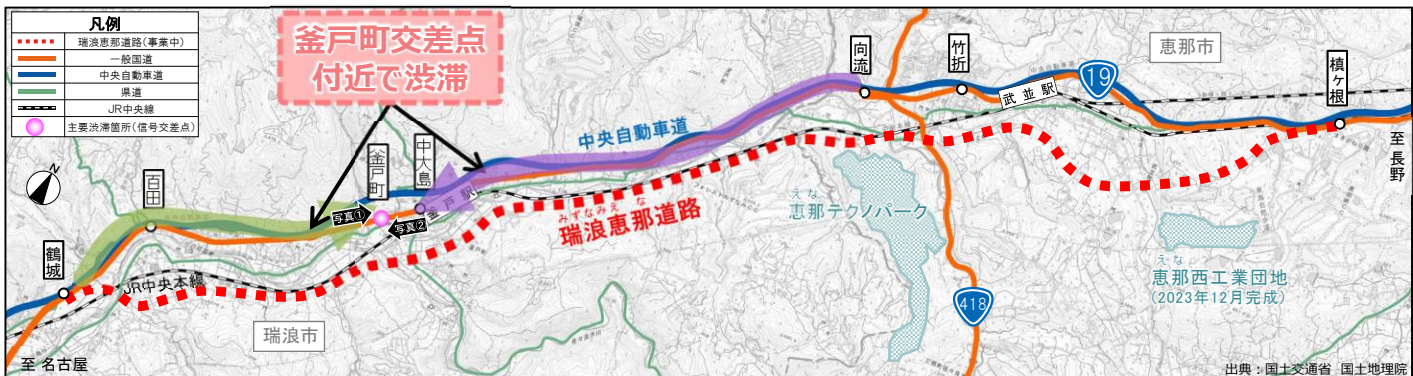 凡例
瑞浪恵那道路(事業中)
一般国道
中央自動車道
県道
JR中央線
主要渋滞箇所(信号交差点)
釜戸町交差点
付近で渋滞
向流
竹折
恵那市
19
武並駅
槙ヶ根
至 長野
中央自動車道
釜戸町
中大島
釜戸駅
写真①
写真②
N
百田
鶴城
JR中央本線
みずなみえな
瑞浪恵那道路
えな
恵那テクノパーク
418
えな
恵那西工業団地
(2023年12月完成)
瑞浪市
至 名古屋
出典：国土交通省 国土地理院